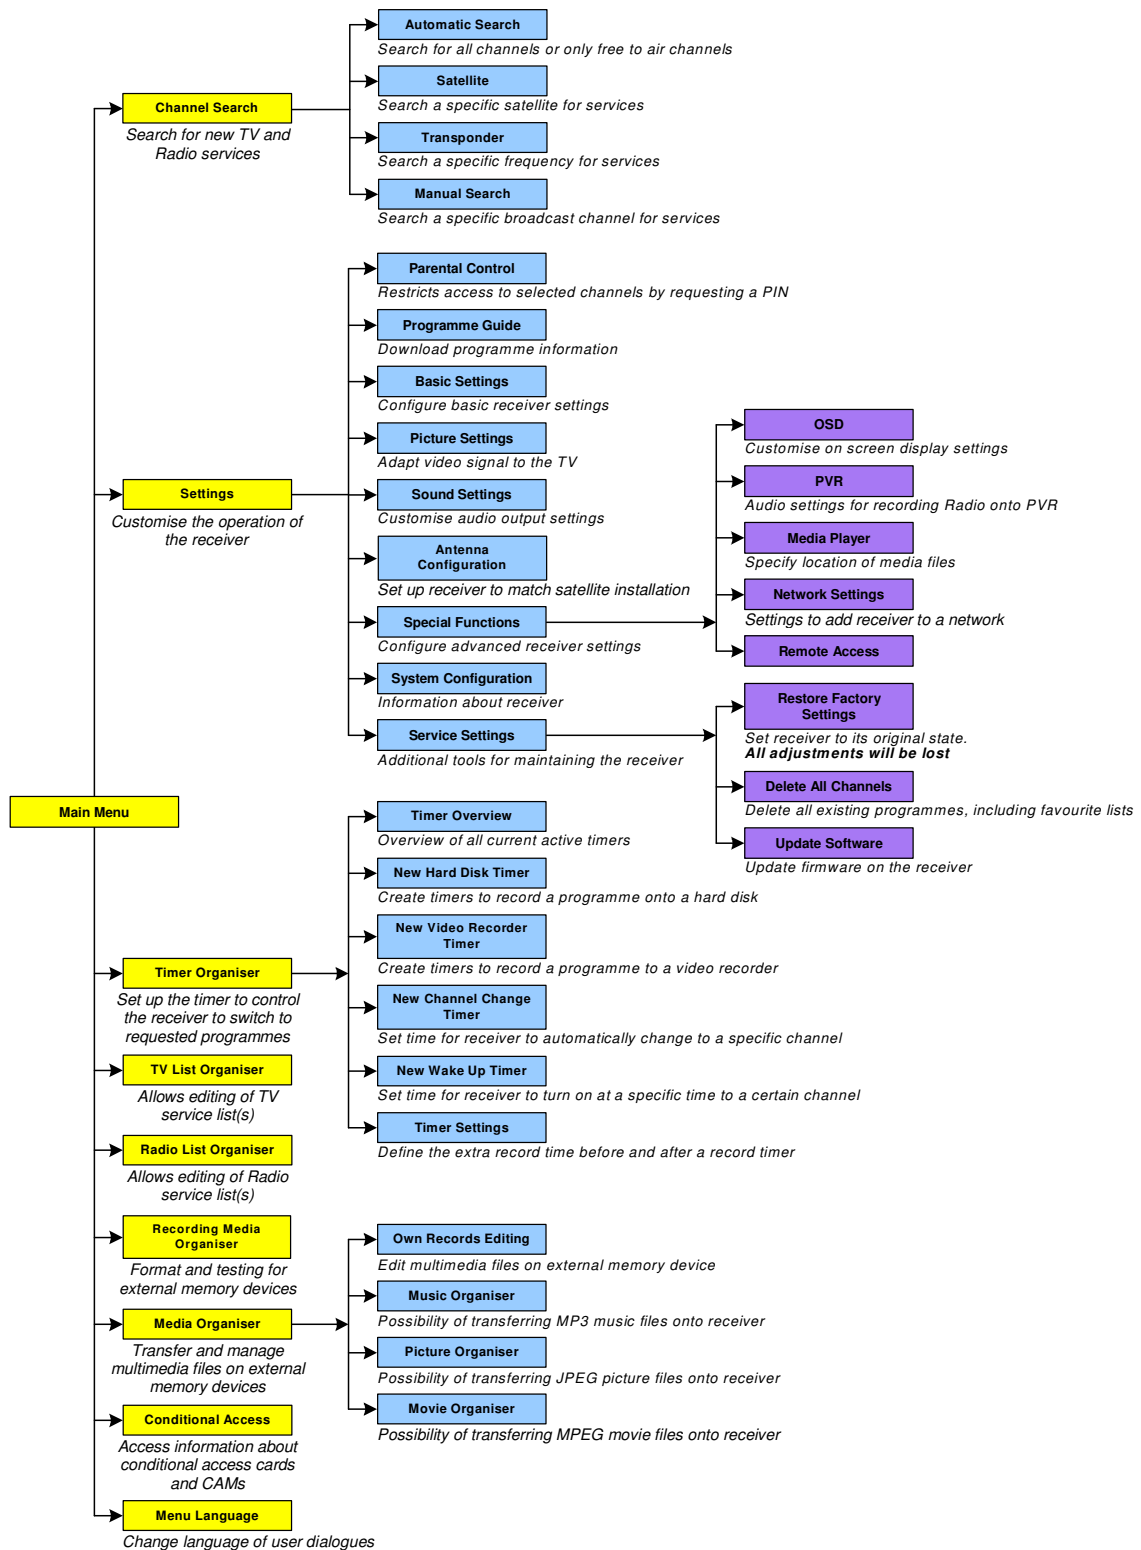 Main Menu
Channel Search
Search for new TV and
Radio services
Automatic Search
Search for all channels or only free to air channels
Satellite
Search a specific satellite for services
Transponder
Search a specific frequency for services
Manual Search
Search a specific broadcast channel for services
Settings
Customise the operation of
the receiver
Parental Control
Restricts access to selected channels by requesting a PIN
Programme Guide
Download programme information
Basic Settings
Configure basic receiver settings
Picture Settings
Adapt video signal to the TV
Sound Settings
Customise audio output settings
Antenna
Configuration
Set up receiver to match satellite installation
Special Functions
Configure advanced receiver settings
OSD
Customise on screen display settings
PVR
Audio settings for recording Radio onto PVR
Media Player
Specify location of media files
Network Settings
Settings to add receiver to a network
Remote Access
System Configuration
Information about receiver
Service Settings
Additional tools for maintaining the receiver
Restore Factory
Settings
Set receiver to its original state.
All adjustments will be lost
Delete All Channels
Delete all existing programmes, including favourite lists
Update Software
Update firmware on the receiver
Timer Organiser
Set up the timer to control
the receiver to switch to
requested programmes
Timer Overview
Overview of all current active timers
New Hard Disk Timer
Create timers to record a programme onto a hard disk
New Video Recorder
Timer
Create timers to record a programme to a video recorder
New Channel Change
Timer
Set time for receiver to automatically change to a specific channel
New Wake Up Timer
Set time for receiver to turn on at a specific time to a certain channel
Timer Settings
Define the extra record time before and after a record timer
TV List Organiser
Allows editing of TV
service list(s)
Radio List Organiser
Allows editing of Radio
service list(s)
Recording Media
Organiser
Format and testing for
external memory devices
Media Organiser
Transfer and manage
multimedia files on external
memory devices
Own Records Editing
Edit multimedia files on external memory device
Music Organiser
Possibility of transferring MP3 music files onto receiver
Picture Organiser
Possibility of transferring JPEG picture files onto receiver
Movie Organiser
Possibility of transferring MPEG movie files onto receiver
Conditional Access
Access information about
conditional access cards
and CAMs
Menu Language
Change language of user dialogues